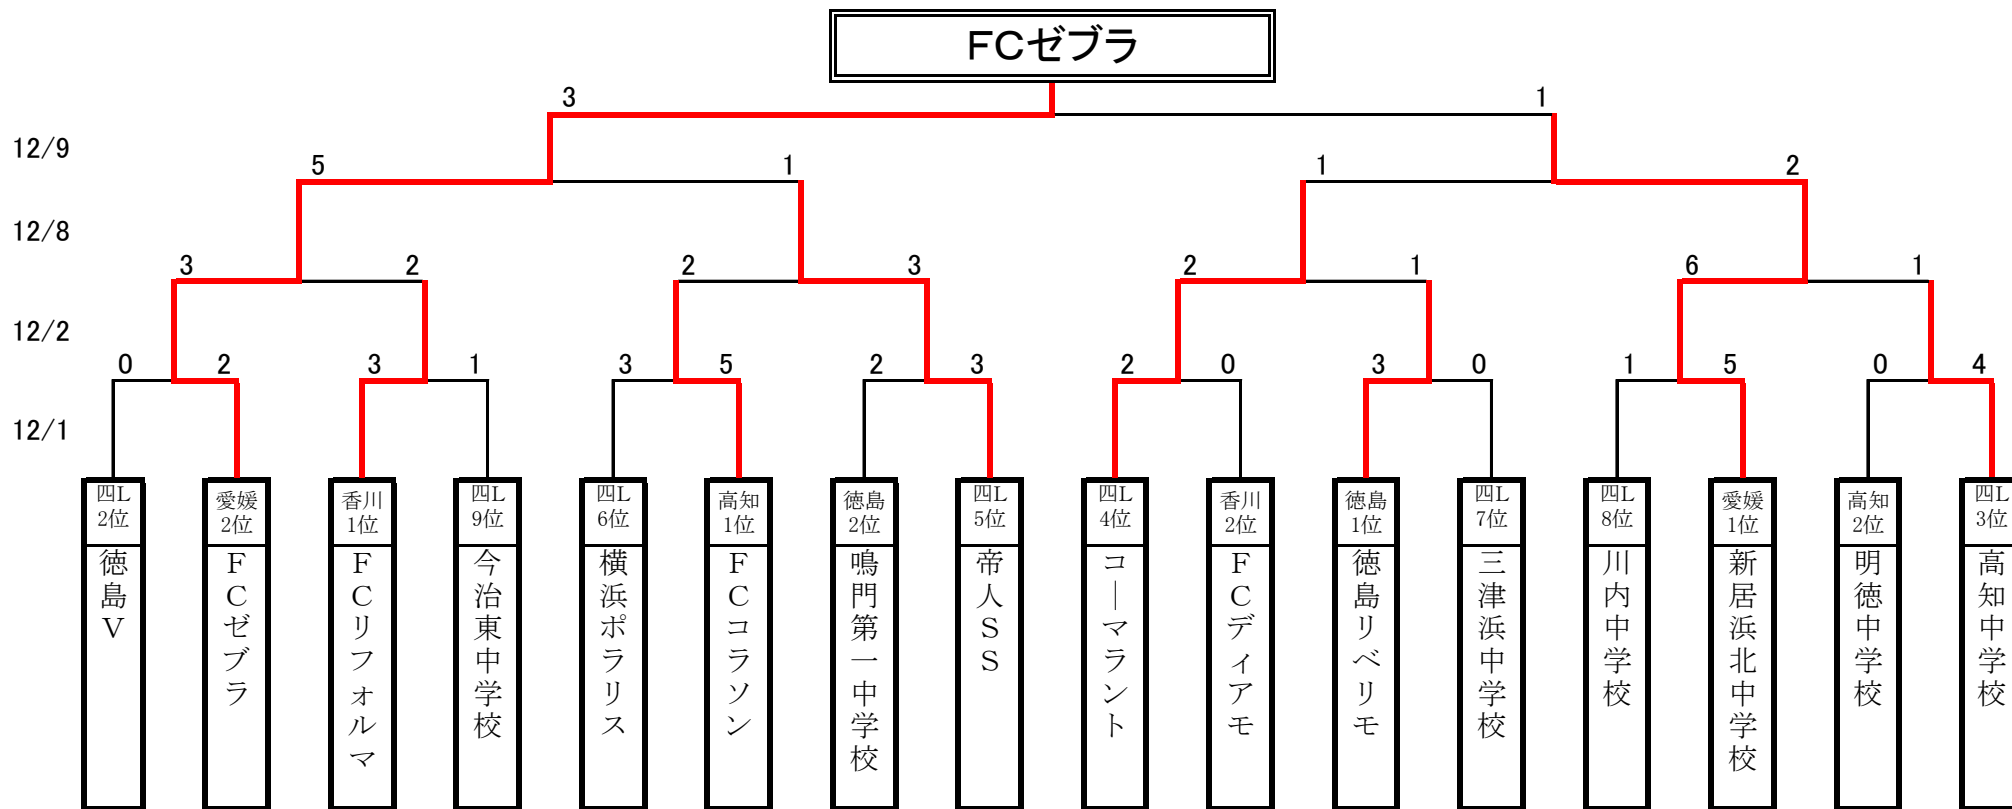 FCゼブラ
3 1
12/9
5 1 1 2
12/8
3 2 2 3 2 1 6 1
12/2
0 2 3 1 3 5 2 3 2 0 3 0 1 5 0 4
12/1
四L
2位
徳島V
愛媛
2位
FCゼブラ
香川
1位
FCリフォルマ
四L
9位
今治東中学校
四L
6位
横浜ポラリス
高知
1位
FCコラソン
徳島
2位
鳴門第一中学校
四L
5位
帝人SS
四L
4位
コーマラント
香川
2位
FCディアモ
徳島
1位
徳島リベリモ
四L
7位
三津浜中学校
四L
8位
川内中学校
愛媛
1位
新居浜北中学校
高知
2位
明徳中学校
四L
3位
高知中学校